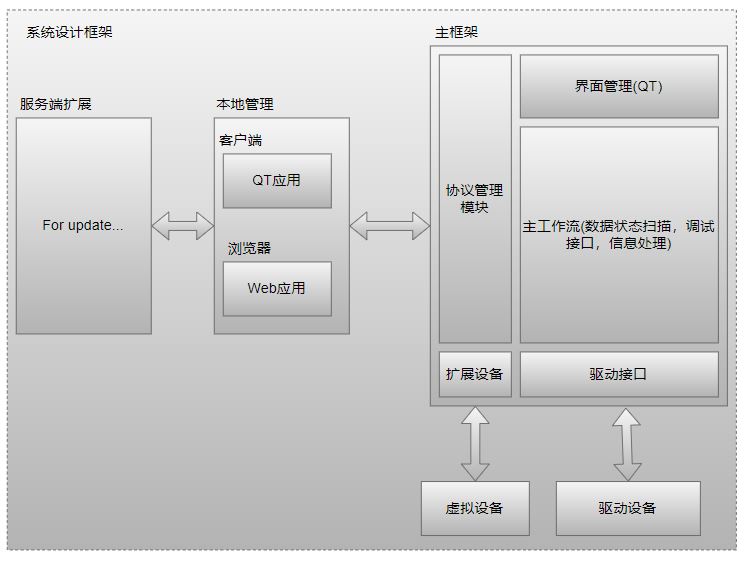 系统设计框架
主框架
服务端扩展
For update...
本地管理
客户端
QT应用
浏览器
Web应用
协议管理
模块
界面管理(QT)
主工作流(数据状态扫描，调试
接口，信息处理)
扩展设备
驱动接口
虚拟设备
驱动设备